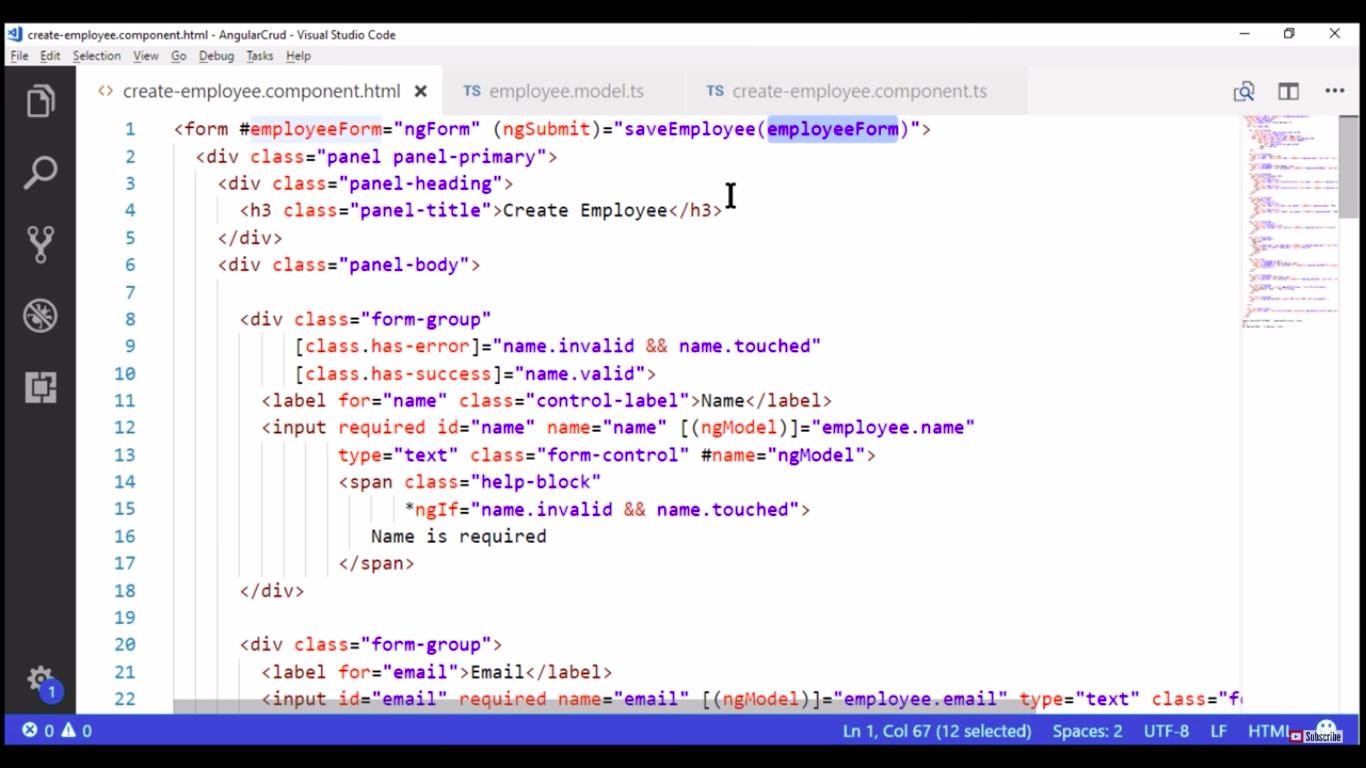 create-employee.component.html - AngularCrud - Visual Studio Code
File Edit Selection View Go Debug Tasks Help
<> create-employee.component.html × TS employee.model.ts TS create-employee.component.ts
1 <form #employeeForm="ngForm" (ngSubmit)="saveEmployee(employeeForm)">
2 <div class="panel panel-primary">
3 <div class="panel-heading">
4 <h3 class="panel-title">Create Employee</h3>
5 </div>
6 <div class="panel-body">
7
8 <div class="form-group"
9 [class.has-error]="name.invalid && name.touched"
10 [class.has-success]="name.valid">
11 <label for="name" class="control-label">Name</label>
12 <input required id="name" name="name" [(ngModel)]="employee.name"
13 type="text" class="form-control" #name="ngModel">
14 <span class="help-block"
15 *ngIf="name.invalid && name.touched">
16 Name is required
17 </span>
18 </div>
19
20 <div class="form-group">
21 <label for="email">Email</label>
22 <input id="email" required name="email" [(ngModel)]="employee.email" type="text" class="f
1
0 0 Ln 1, Col 67 (12 selected) Spaces: 2 UTF-8 LF HTML
Subscribe